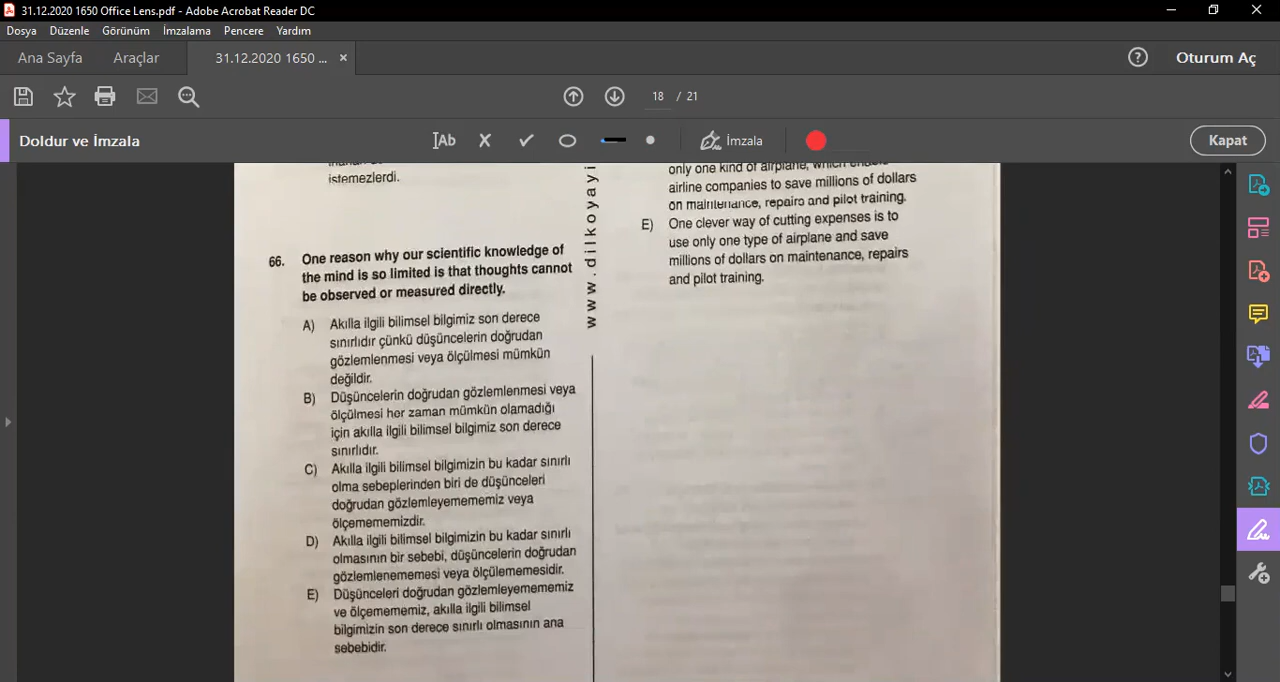 31.12.2020 1650 Office Lens.pdf - Adobe Acrobat Reader DC
Dosya Düzenle Görünüm İmzalama Pencere Yardım
Ana Sayfa Araçlar 31.12.2020 1650 ... × ? Oturum Aç
18 / 21
Doldur ve İmzala Ab İmzala Kapat
istemezlerdi.
66. One reason why our scientific knowledge of
the mind is so limited is that thoughts cannot
be observed or measured directly.
A) Akılla ilgili bilimsel bilgimiz son derece
sınırlıdır çünkü düşüncelerin doğrudan
gözlemlenmesi veya ölçülmesi mümkün
değildir.
B) Düşüncelerin doğrudan gözlemlenmesi veya
ölçülmesi her zaman mümkün olamadığı
için akılla ilgili bilimsel bilgimiz son derece
sınırlıdır.
C) Akılla ilgili bilimsel bilgimizin bu kadar sınırlı
olma sebeplerinden biri de düşünceleri
doğrudan gözlemleyemememiz veya
ölçemememizdir.
D) Akılla ilgili bilimsel bilgimizin bu kadar sınırlı
olmasının bir sebebi, düşüncelerin doğrudan
gözlemlenememesi veya ölçülememesidir.
E) Düşünceleri doğrudan gözlemleyemememiz
ve ölçemememiz, akılla ilgili bilimsel
bilgimizin son derece sınırlı olmasının ana
sebebidir.
www.dilkoyayi
only one kind of airplane, which
airline companies to save millions of dollars
on maintenance, repairs and pilot training.
E) One clever way of cutting expenses is to
use only one type of airplane and save
millions of dollars on maintenance, repairs
and pilot training.